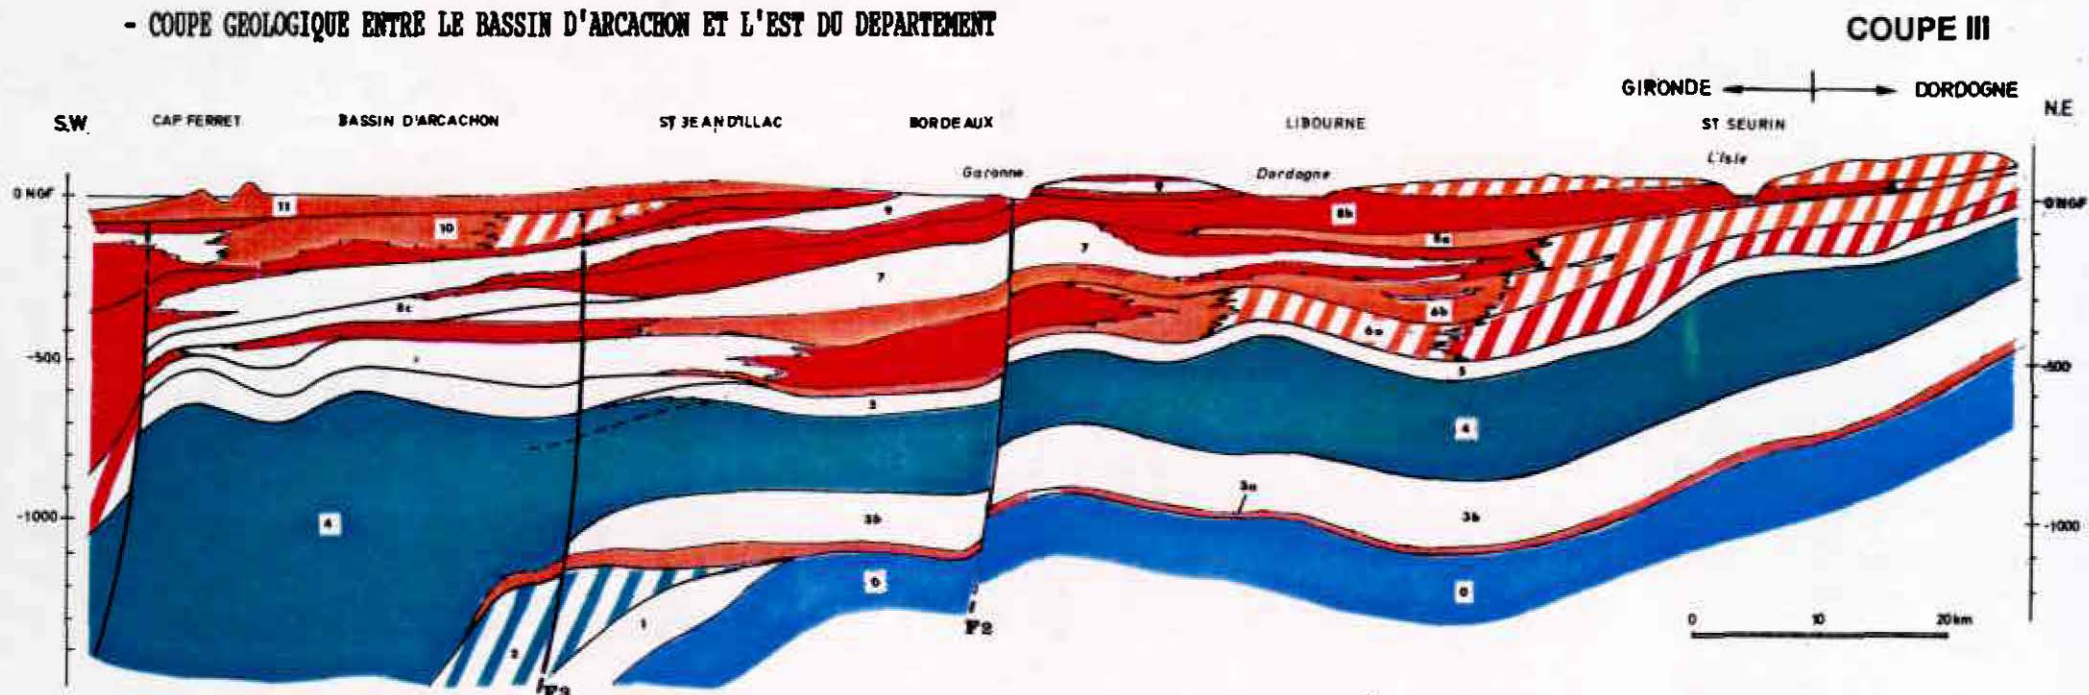 - COUPE GEOLOGIQUE ENTRE LE BASSIN D'ARCACHON ET L'EST DU DEPARTEMENT
COUPE III
GIRONDE DORDOGNE
S.W. CAP FERRET BASSIN D'ARCACHON ST JEAN D'ILLAC BORDEAUX LIBOURNE ST SEURIN N.E
Garonne Dordogne L'Isle
0 NGF 0 NGF
11 10 9 8b 8a
7 7
8c 6b 6a
-500 -500
5
4
4
3a
-1000 3b 3b -1000
0 0
1
2
F2
F3
0 10 20 km